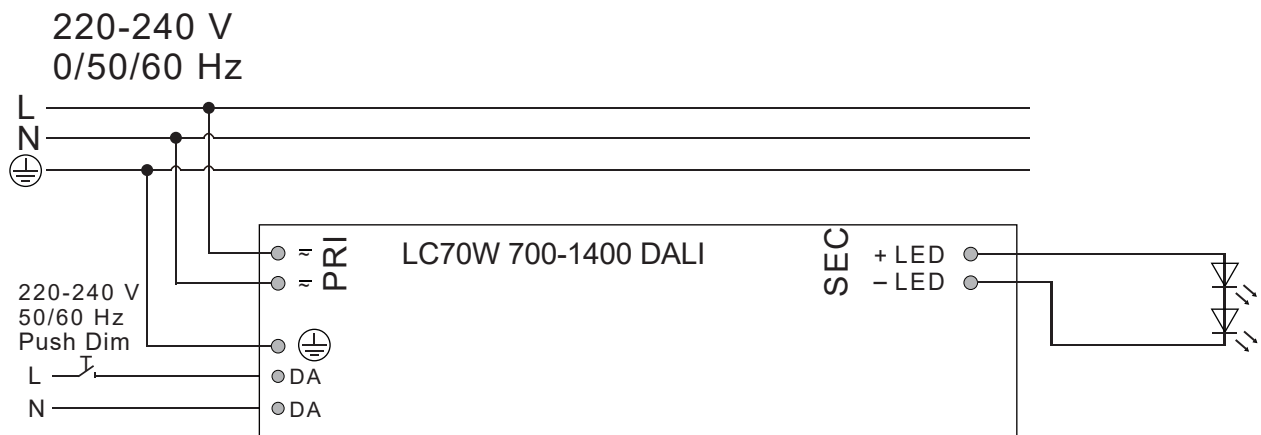 220-240 V
0/50/60 Hz
L
N
LC70W 700-1400 DALI
PRI
SEC
+ LED
– LED
220-240 V
50/60 Hz
Push Dim
L
DA
N
DA